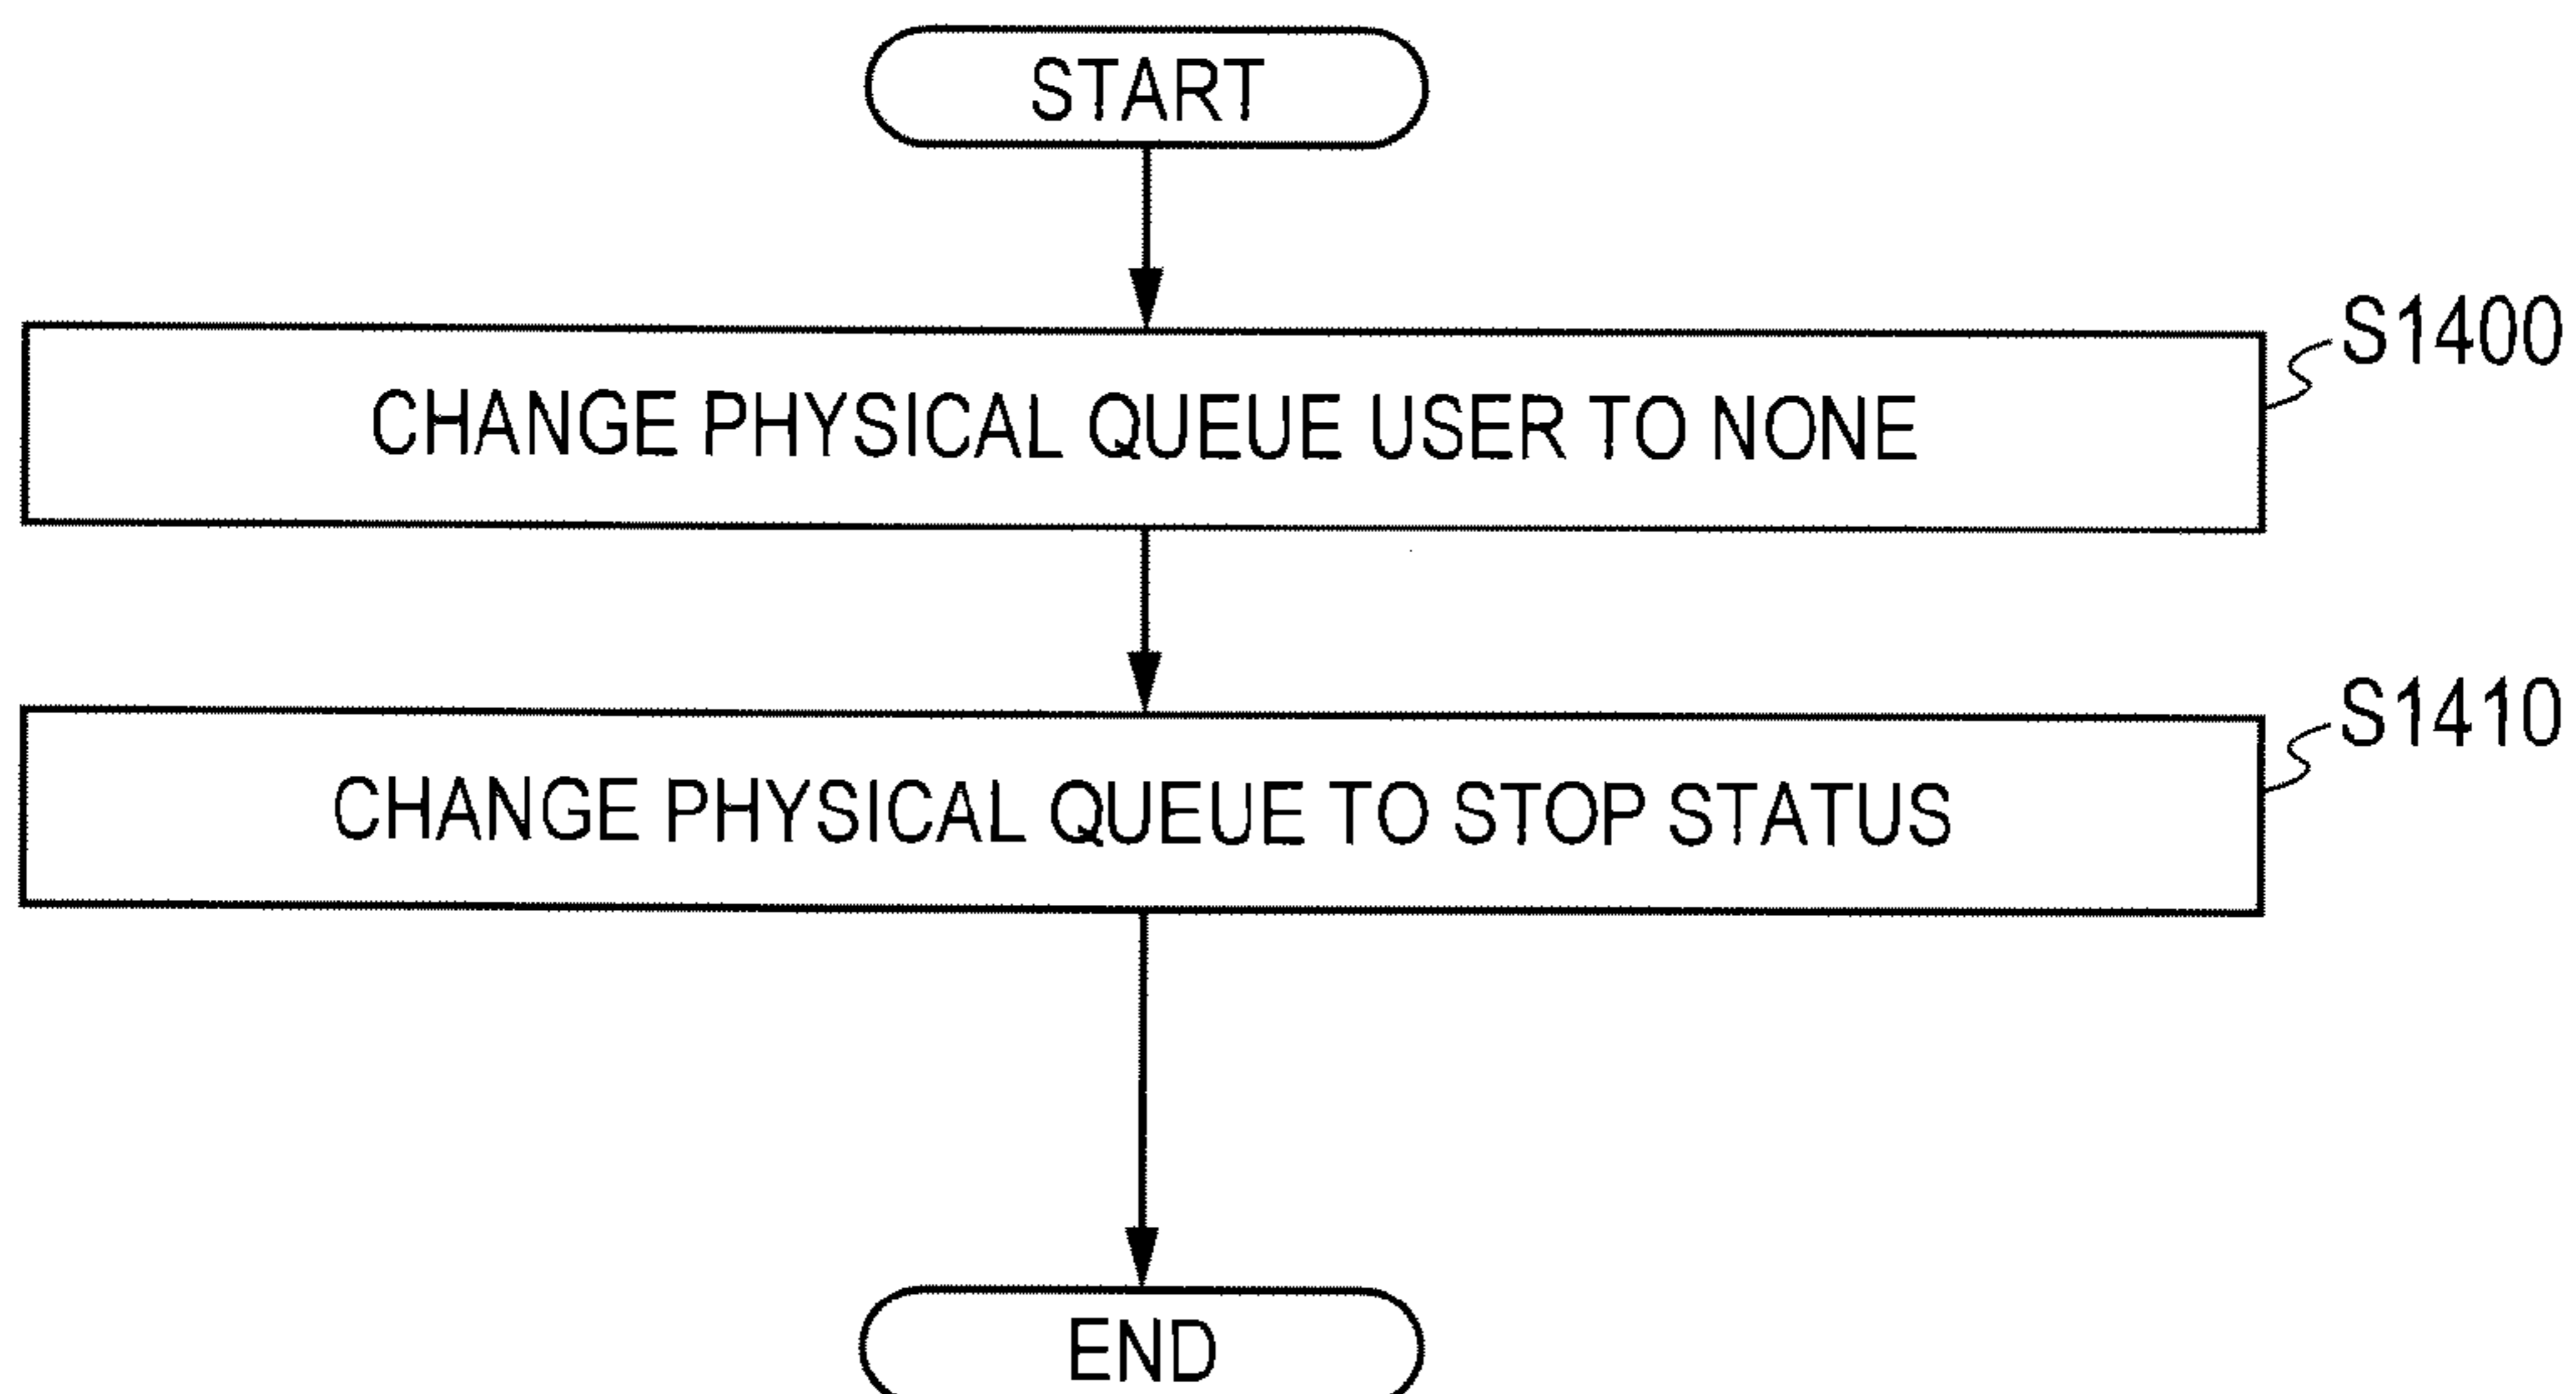 START
S1400
CHANGE PHYSICAL QUEUE USER TO NONE
S1410
CHANGE PHYSICAL QUEUE TO STOP STATUS
END